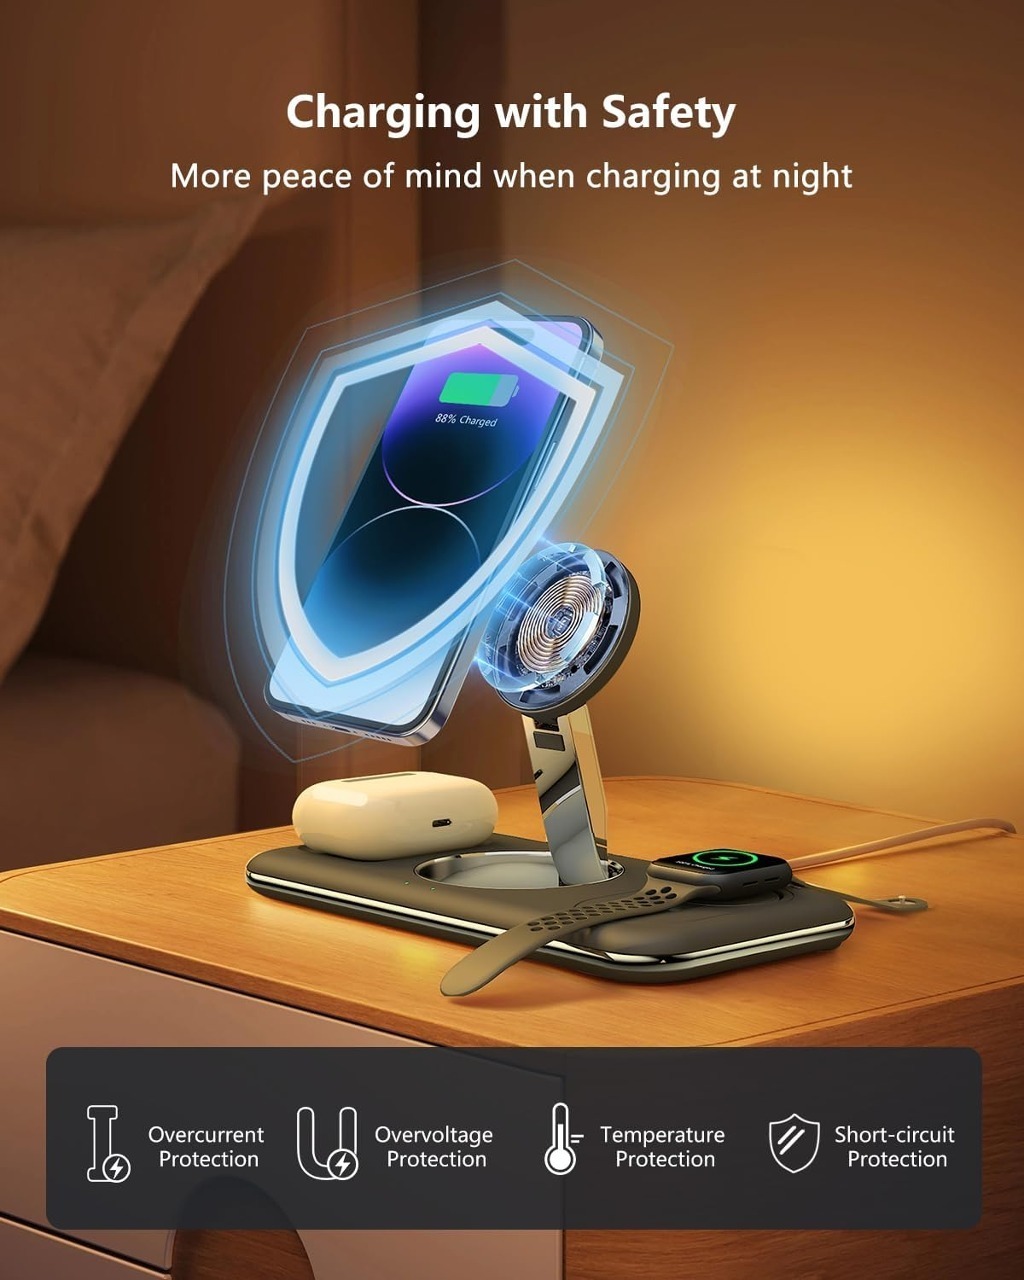 Charging with Safety
More peace of mind when charging at night
88% Charged
Overcurrent
Protection
Overvoltage
Protection
Temperature
Protection
Short-circuit
Protection